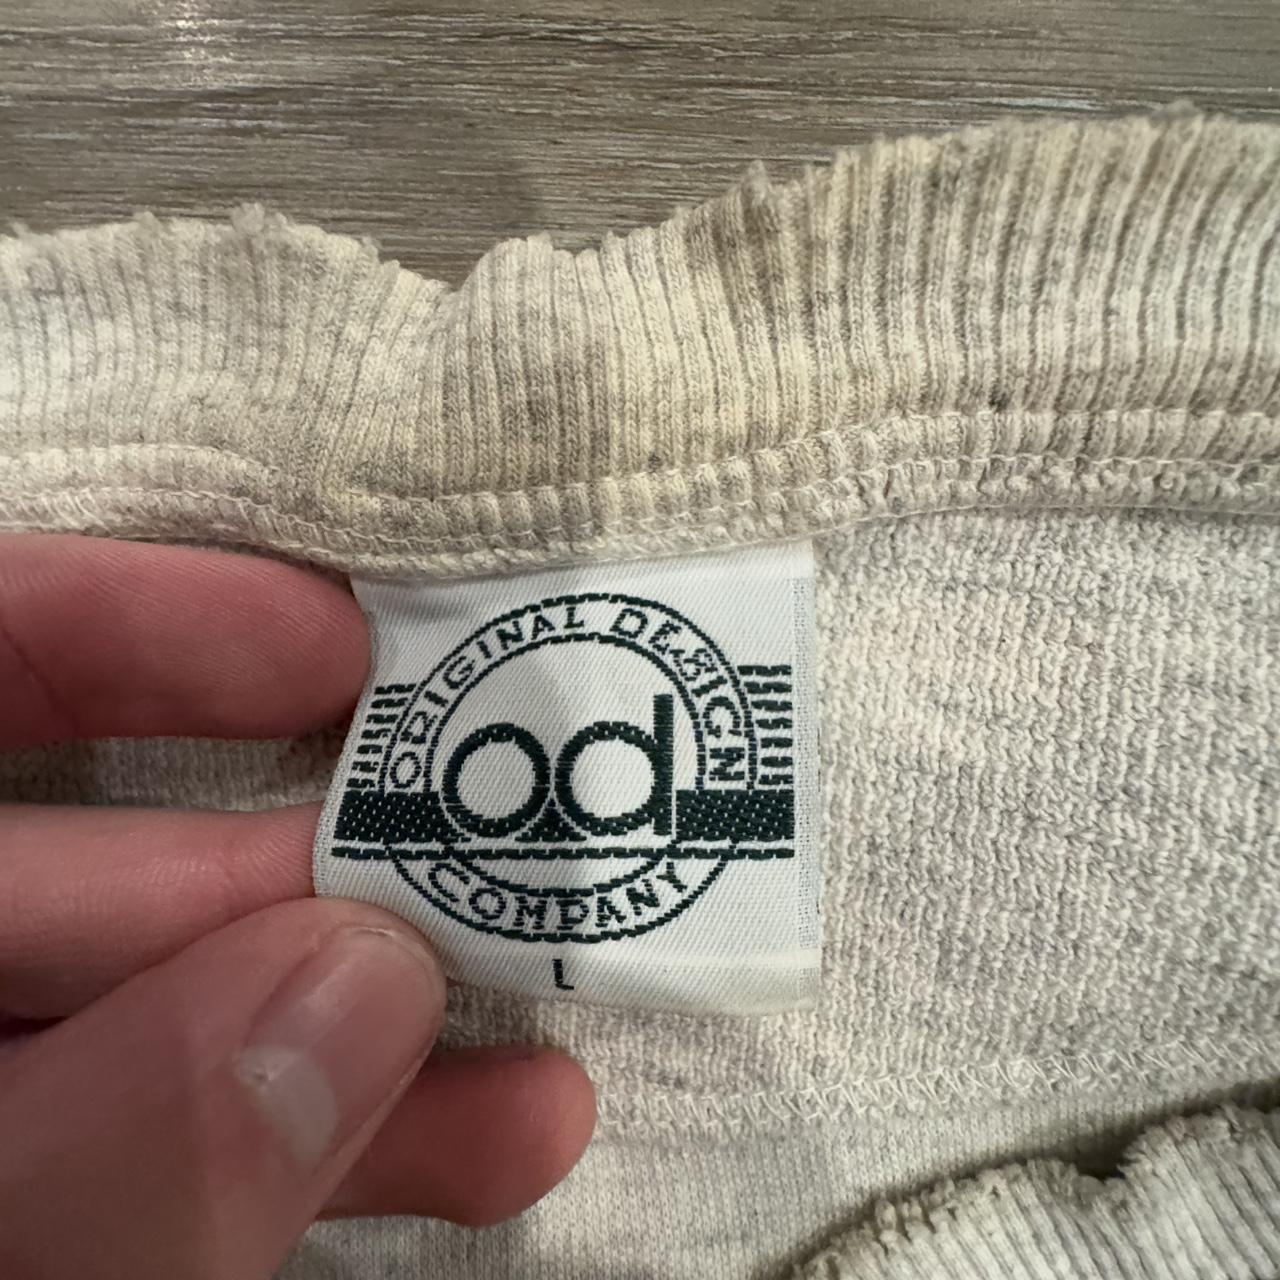 ORIGINAL DESIGN
od
COMPANY
L